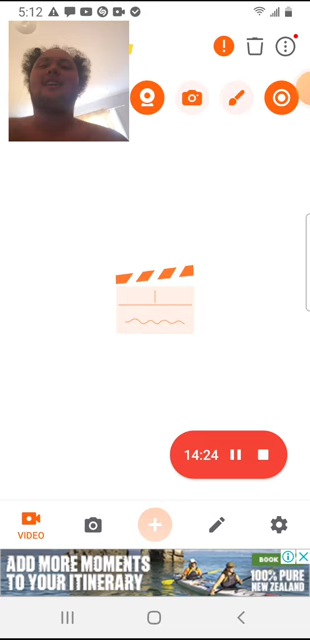 5:12
14:24
VIDEO
ADD MORE MOMENTS
TO YOUR ITINERARY
BOOK
100% PURE
NEW ZEALAND